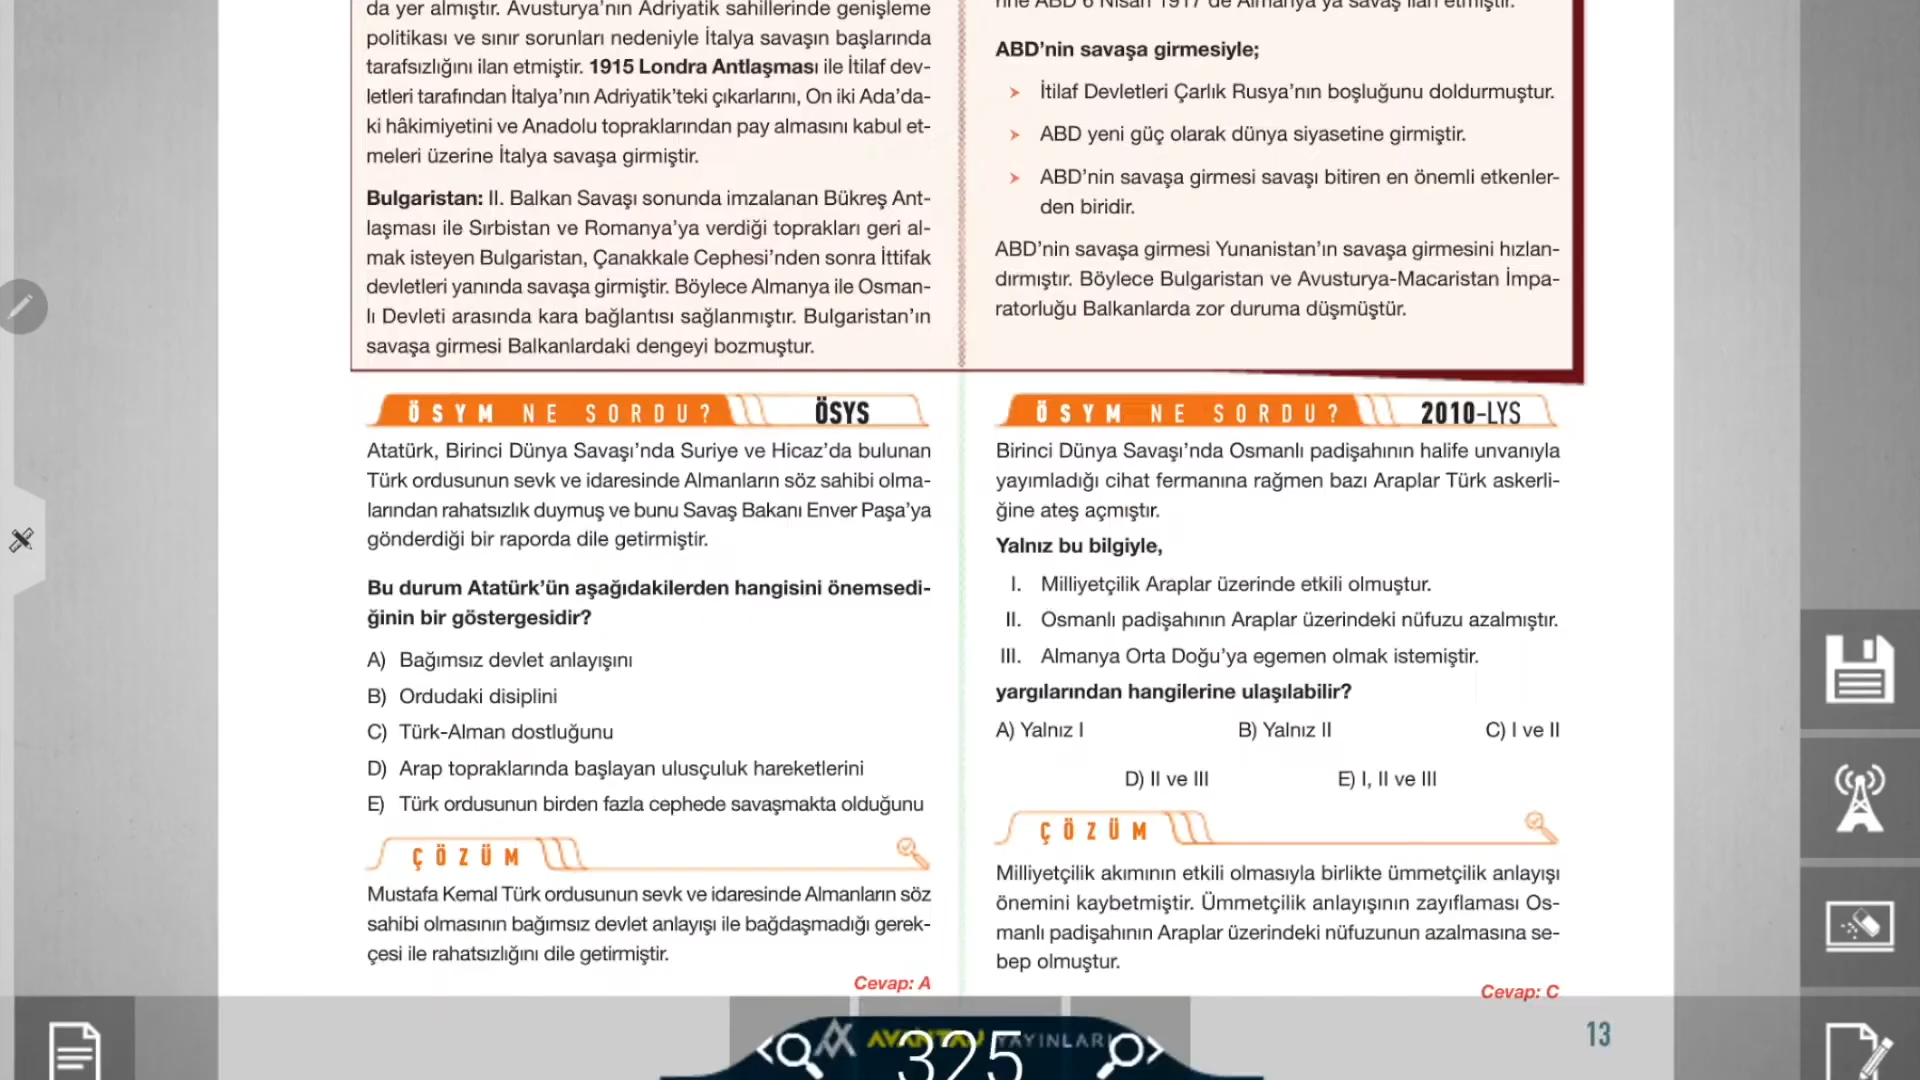 da yer almıştır. Avusturya’nın Adriyatik sahillerinde genişleme
politikası ve sınır sorunları nedeniyle İtalya savaşın başlarında
tarafsızlığını ilan etmiştir. 1915 Londra Antlaşması ile İtilaf dev-
letleri tarafından İtalya’nın Adriyatik’teki çıkarlarını, On iki Ada’da-
ki hâkimiyetini ve Anadolu topraklarından pay almasını kabul et-
meleri üzerine İtalya savaşa girmiştir.
Bulgaristan: II. Balkan Savaşı sonunda imzalanan Bükreş Ant-
laşması ile Sırbistan ve Romanya’ya verdiği toprakları geri al-
mak isteyen Bulgaristan, Çanakkale Cephesi’nden sonra İttifak
devletleri yanında savaşa girmiştir. Böylece Almanya ile Osman-
lı Devleti arasında kara bağlantısı sağlanmıştır. Bulgaristan’ın
savaşa girmesi Balkanlardaki dengeyi bozmuştur.
ÖSYM NE SORDU? ÖSYS
Atatürk, Birinci Dünya Savaşı’nda Suriye ve Hicaz’da bulunan
Türk ordusunun sevk ve idaresinde Almanların söz sahibi olma-
larından rahatsızlık duymuş ve bunu Savaş Bakanı Enver Paşa’ya
gönderdiği bir raporda dile getirmiştir.
Bu durum Atatürk’ün aşağıdakilerden hangisini önemsedi-
ğinin bir göstergesidir?
A) Bağımsız devlet anlayışını
B) Ordudaki disiplini
C) Türk-Alman dostluğunu
D) Arap topraklarında başlayan ulusçuluk hareketlerini
E) Türk ordusunun birden fazla cephede savaşmakta olduğunu
ÇÖZÜM
Mustafa Kemal Türk ordusunun sevk ve idaresinde Almanların söz
sahibi olmasının bağımsız devlet anlayışı ile bağdaşmadığı gerek-
çesi ile rahatsızlığını dile getirmiştir.
Cevap: A
rine ABD 6 Nisan 1917’de Almanya’ya savaş ilan etmiştir.
ABD’nin savaşa girmesiyle;
➢ İtilaf Devletleri Çarlık Rusya’nın boşluğunu doldurmuştur.
➢ ABD yeni güç olarak dünya siyasetine girmiştir.
➢ ABD’nin savaşa girmesi savaşı bitiren en önemli etkenler-
den biridir.
ABD’nin savaşa girmesi Yunanistan’ın savaşa girmesini hızlan-
dırmıştır. Böylece Bulgaristan ve Avusturya-Macaristan İmpa-
ratorluğu Balkanlarda zor duruma düşmüştür.
ÖSYM NE SORDU? 2010-LYS
Birinci Dünya Savaşı’nda Osmanlı padişahının halife unvanıyla
yayımladığı cihat fermanına rağmen bazı Araplar Türk askerli-
ğine ateş açmıştır.
Yalnız bu bilgiyle,
I. Milliyetçilik Araplar üzerinde etkili olmuştur.
II. Osmanlı padişahının Araplar üzerindeki nüfuzu azalmıştır.
III. Almanya Orta Doğu’ya egemen olmak istemiştir.
yargılarından hangilerine ulaşılabilir?
A) Yalnız I B) Yalnız II C) I ve II
D) II ve III E) I, II ve III
ÇÖZÜM
Milliyetçilik akımının etkili olmasıyla birlikte ümmetçilik anlayışı
önemini kaybetmiştir. Ümmetçilik anlayışının zayıflaması Os-
manlı padişahının Araplar üzerindeki nüfuzunun azalmasına se-
bep olmuştur.
Cevap: C
YAYINLARI
325
13